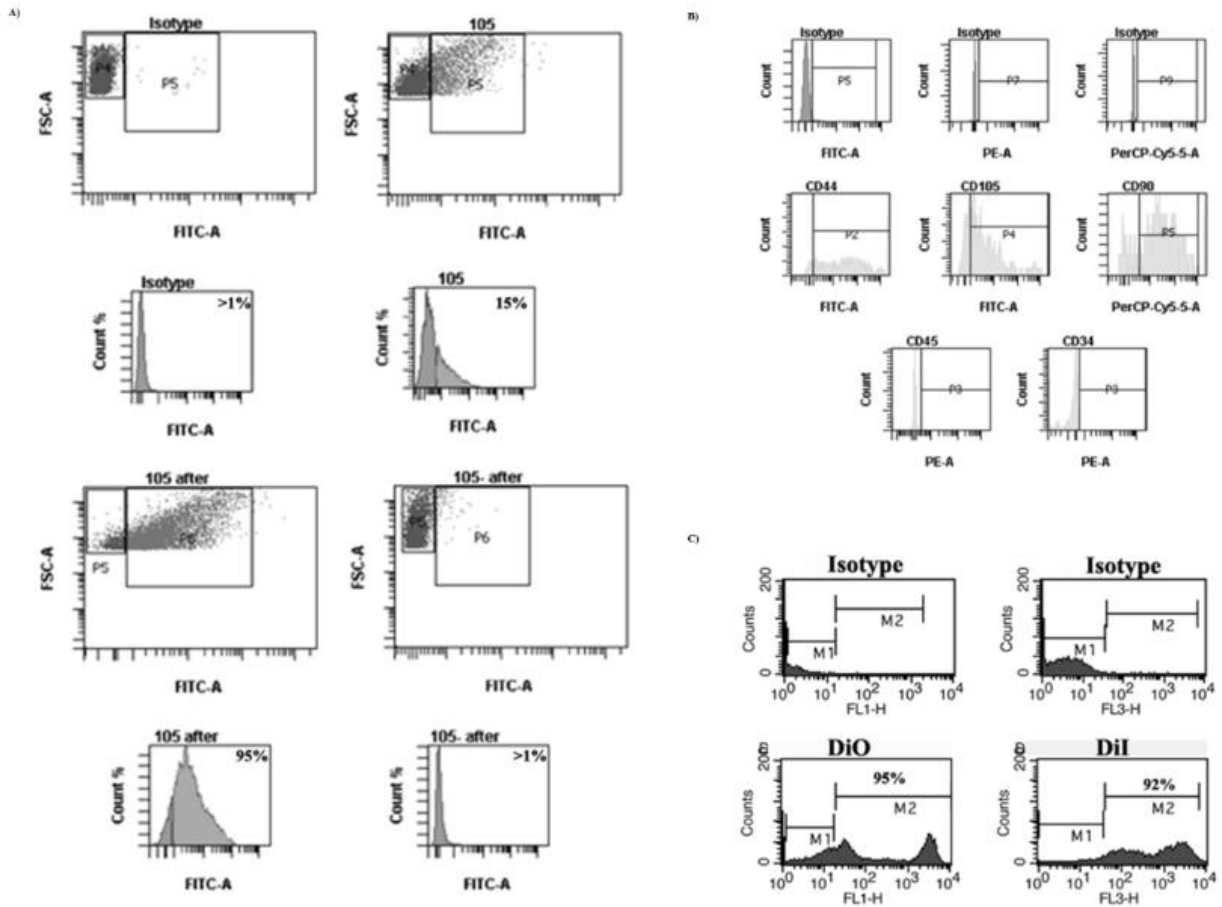 A)
Isotype
P4
P5
FSC-A
FITC-A
105
P4
P5
FSC-A
FITC-A
Isotype
>1%
Count %
FITC-A
105
15%
Count %
FITC-A
105 after
P5
P6
FSC-A
FITC-A
105- after
P5
P6
FSC-A
FITC-A
105 after
95%
Count %
FITC-A
105- after
>1%
Count %
FITC-A
B)
Isotype
P5
Count
FITC-A
Isotype
P7
Count
PE-A
Isotype
P9
Count
PerCP-Cy5-5-A
CD44
P2
Count
FITC-A
CD105
P4
Count
FITC-A
CD90
P5
Count
PerCP-Cy5-5-A
CD45
P3
Count
PE-A
CD34
P3
Count
PE-A
C)
Isotype
200
Counts
0
M1
M2
10⁰ 10¹ 10² 10³ 10⁴
FL1-H
Isotype
200
Counts
0
M1
M2
10⁰ 10¹ 10² 10³ 10⁴
FL3-H
DiO
200
Counts
0
95%
M1
M2
10⁰ 10¹ 10² 10³ 10⁴
FL1-H
DiI
200
Counts
0
92%
M1
M2
10⁰ 10¹ 10² 10³ 10⁴
FL3-H